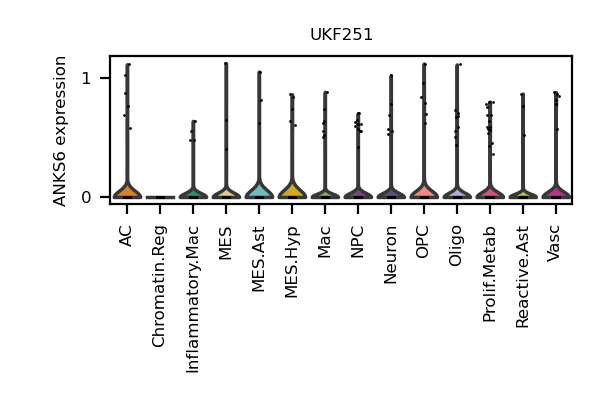 UKF251
ANKS6 expression
1
0
AC
Chromatin.Reg
Inflammatory.Mac
MES
MES.Ast
MES.Hyp
Mac
NPC
Neuron
OPC
Oligo
Prolif.Metab
Reactive.Ast
Vasc